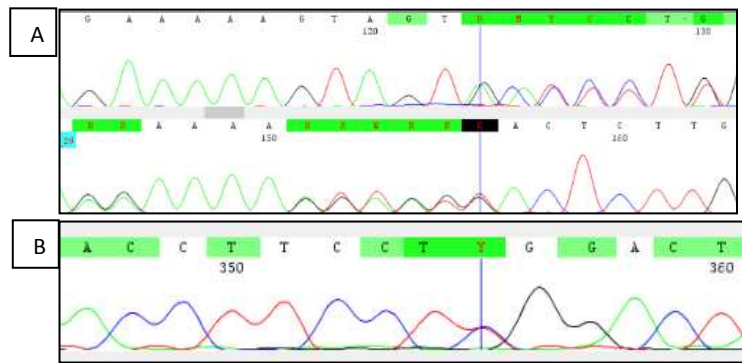 A
G A A A A A G T A G T R M Y C C T - G
120 130
29 R R A A A A R K W R K K A C T C T T G
150 160
B
A C C T T C C T Y G G A C T
350 360